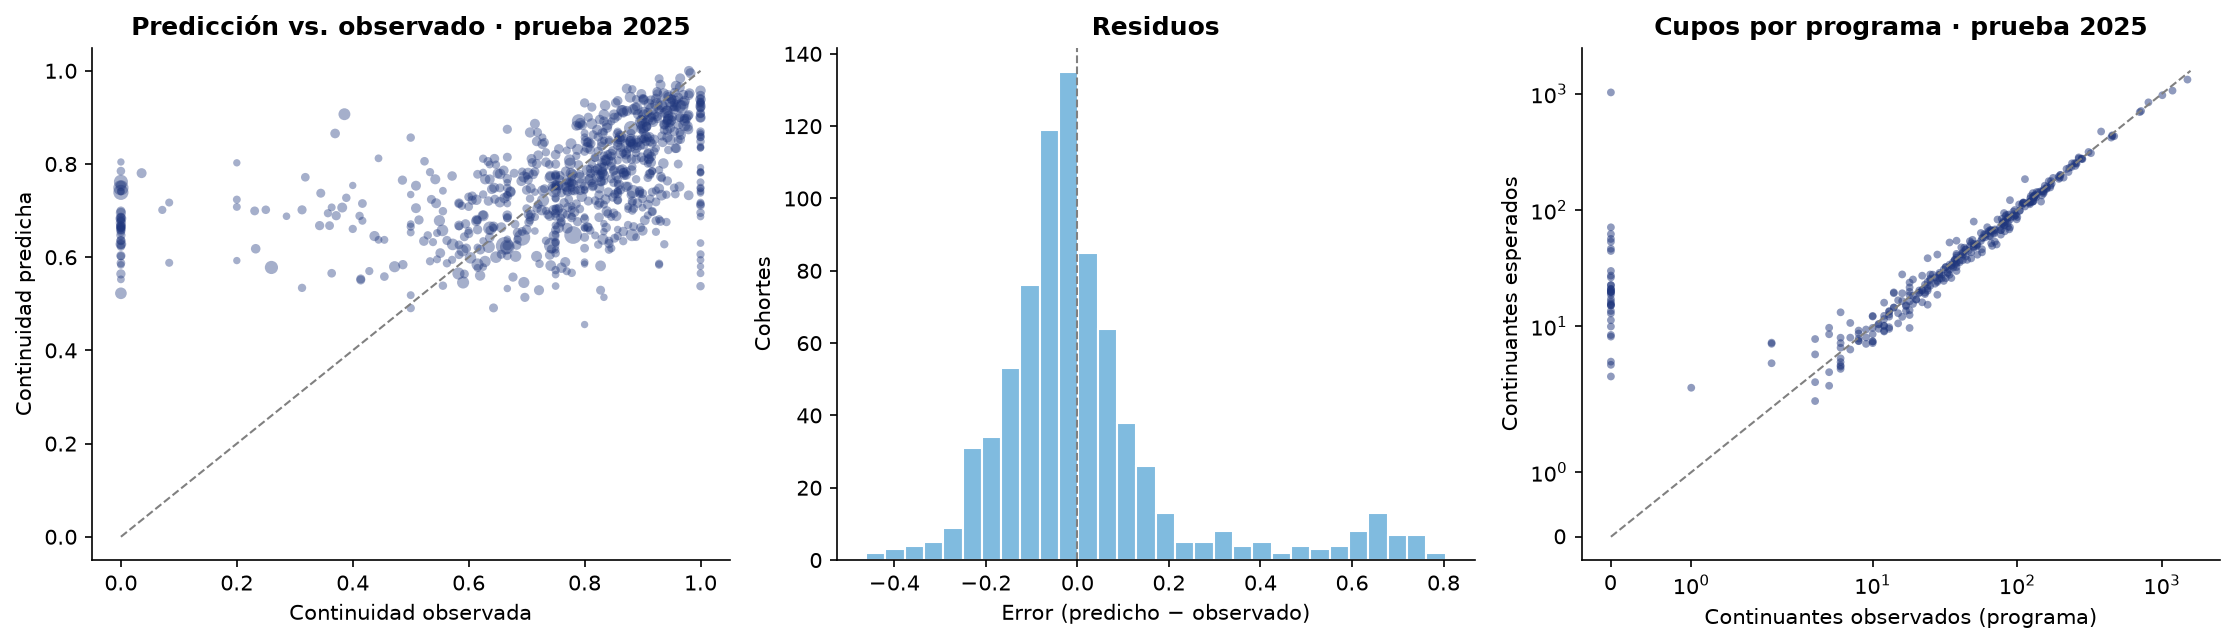 Predicción vs. observado · prueba 2025
Continuidad predicha
1.0
0.8
0.6
0.4
0.2
0.0
0.0 0.2 0.4 0.6 0.8 1.0
Continuidad observada
Residuos
Cohortes
140
120
100
80
60
40
20
0
−0.4 −0.2 0.0 0.2 0.4 0.6 0.8
Error (predicho − observado)
Cupos por programa · prueba 2025
Continuantes esperados
10³
10²
10¹
10⁰
0
0 10⁰ 10¹ 10² 10³
Continuantes observados (programa)